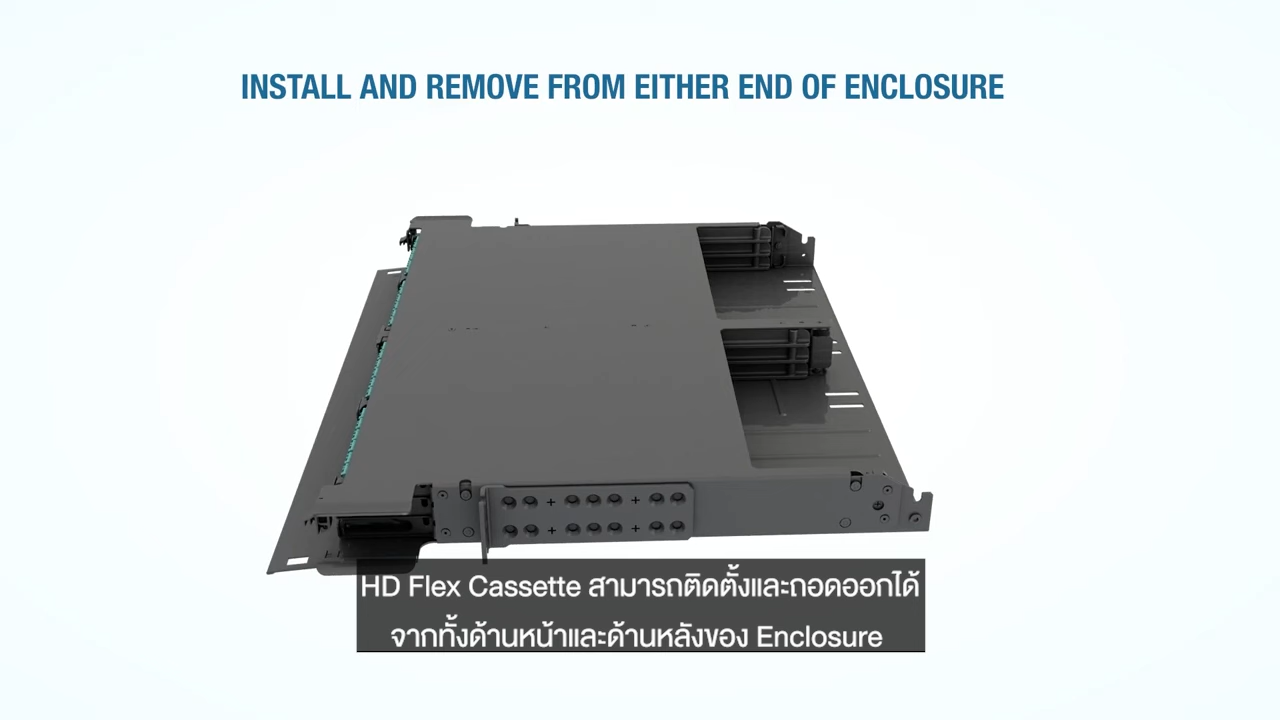 INSTALL AND REMOVE FROM EITHER END OF ENCLOSURE
HD Flex Cassette สามารถติดตั้งและถอดออกได้
จากทั้งด้านหน้าและด้านหลังของ Enclosure